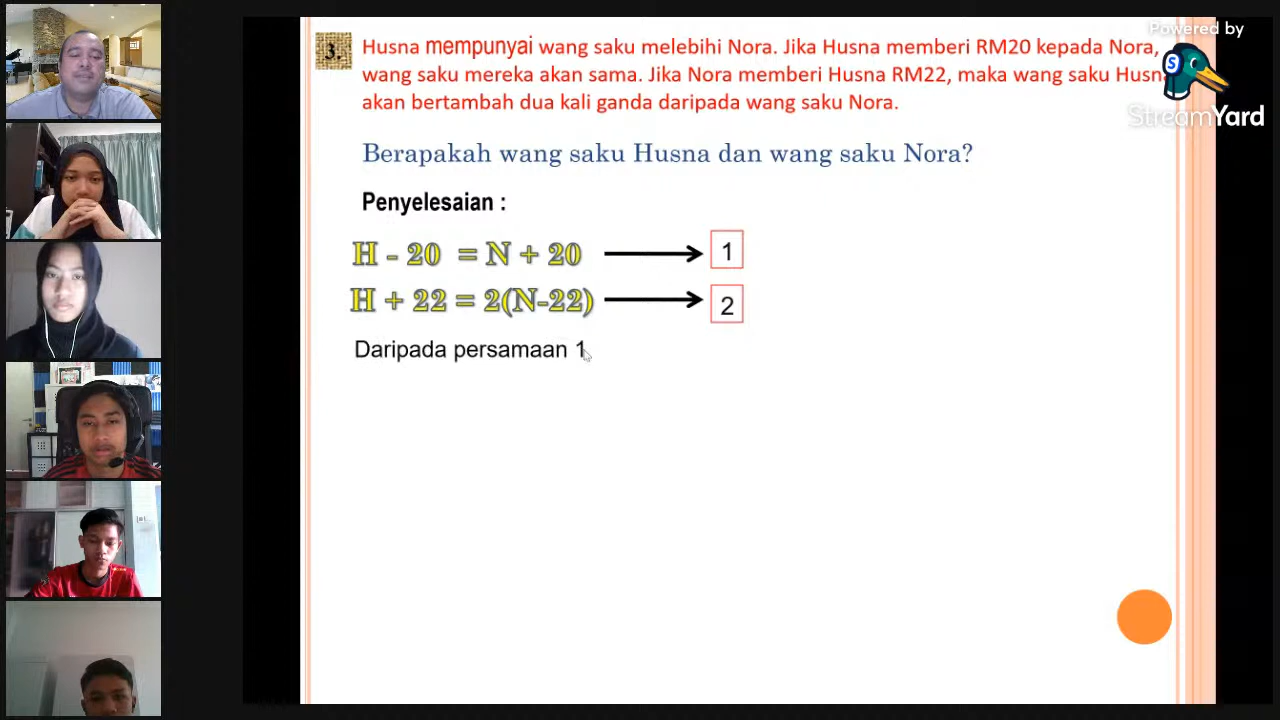 Powered by
StreamYard
3.
Husna mempunyai wang saku melebihi Nora. Jika Husna memberi RM20 kepada Nora,
wang saku mereka akan sama. Jika Nora memberi Husna RM22, maka wang saku Husna
akan bertambah dua kali ganda daripada wang saku Nora.
Berapakah wang saku Husna dan wang saku Nora?
Penyelesaian :
H - 20 = N + 20 1
H + 22 = 2(N-22) 2
Daripada persamaan 1